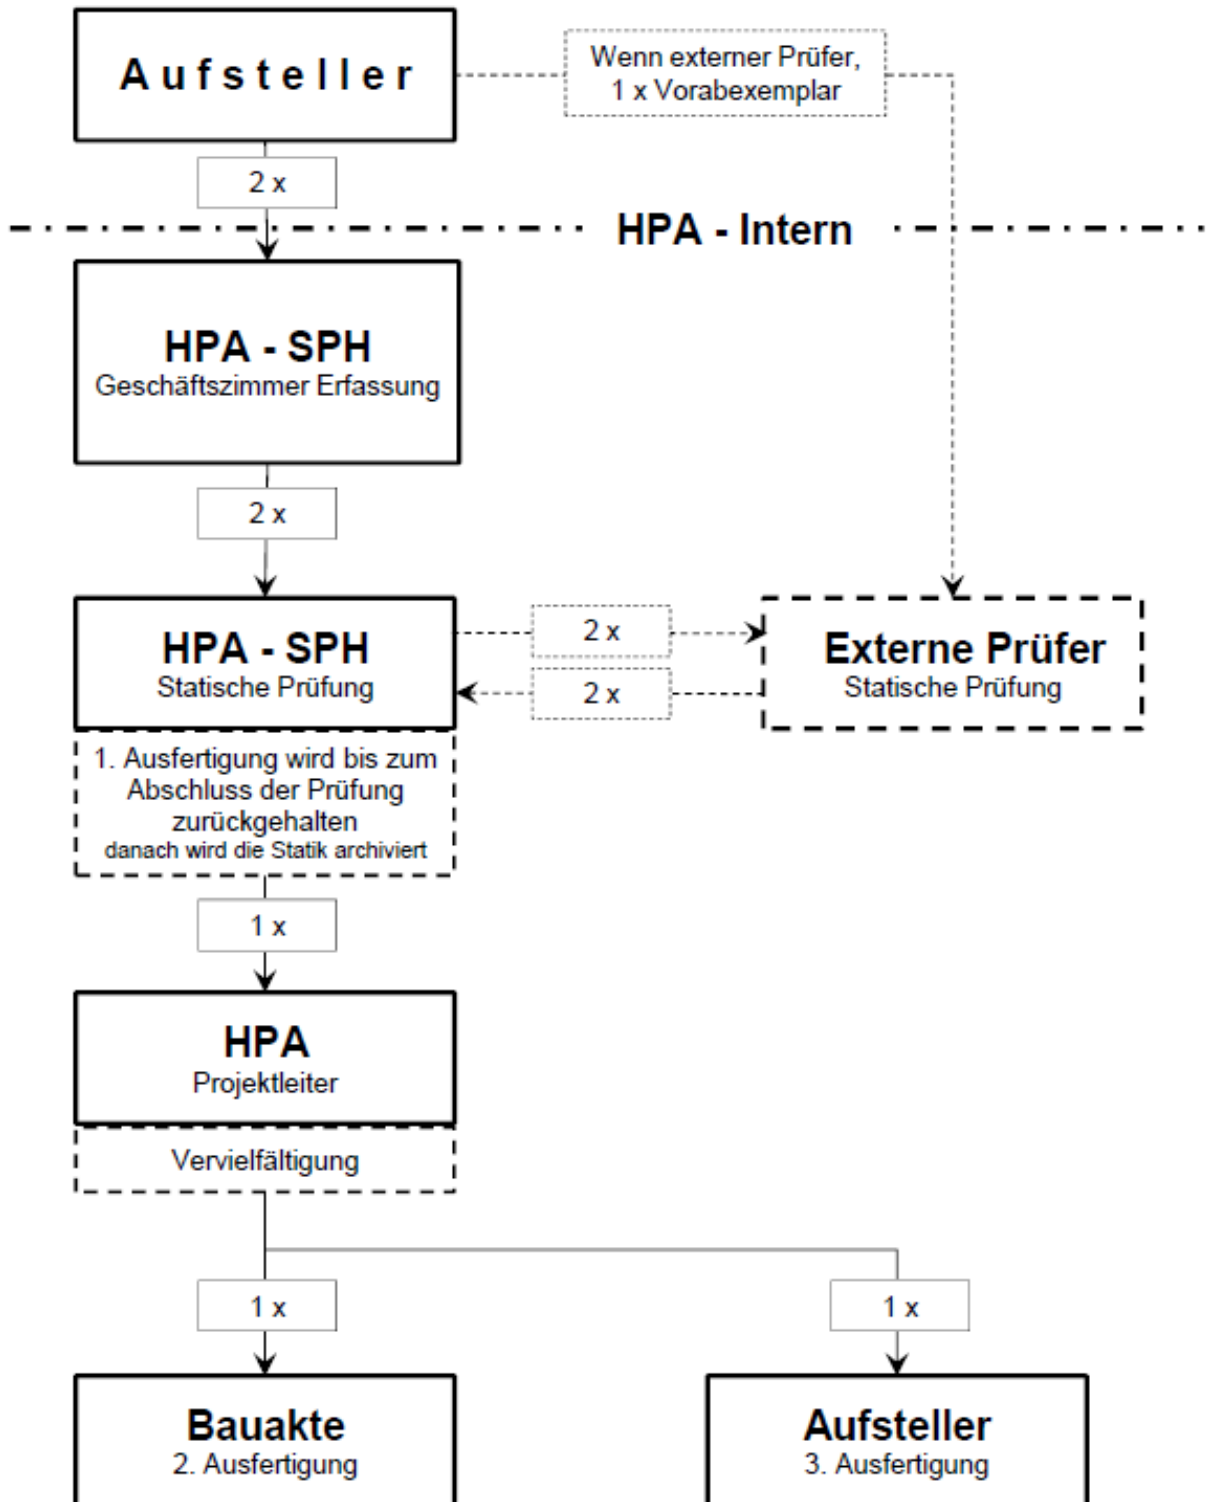 Aufsteller
Wenn externer Prüfer,
1 x Vorabexemplar
2 x
HPA - Intern
HPA - SPH
Geschäftszimmer Erfassung
2 x
HPA - SPH
Statische Prüfung
2 x
2 x
Externe Prüfer
Statische Prüfung
1. Ausfertigung wird bis zum
Abschluss der Prüfung
zurückgehalten
danach wird die Statik archiviert
1 x
HPA
Projektleiter
Vervielfältigung
1 x
1 x
Bauakte
2. Ausfertigung
Aufsteller
3. Ausfertigung